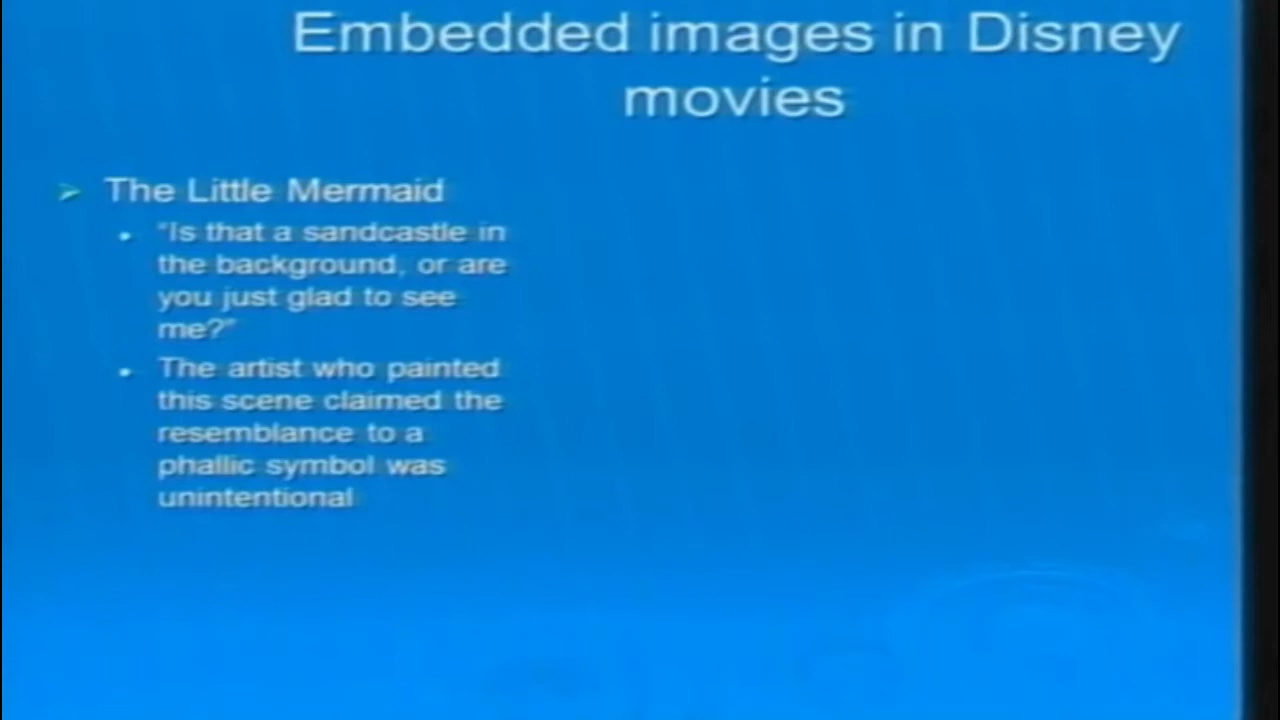 Embedded images in Disney
movies
The Little Mermaid
"Is that a sandcastle in
the background, or are
you just glad to see
me?"
The artist who painted
this scene claimed the
resemblance to a
phallic symbol was
unintentional